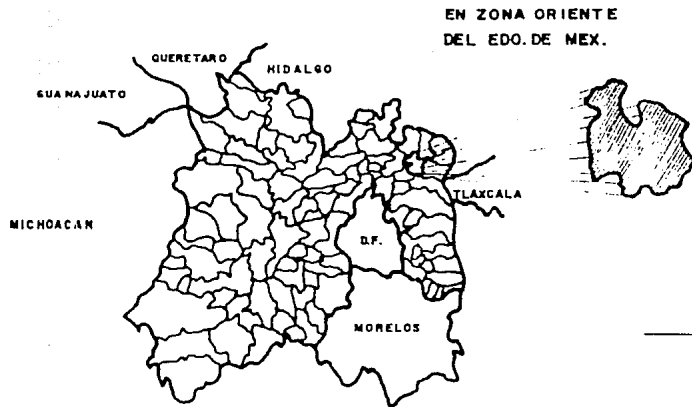 EN ZONA ORIENTE
DEL EDO. DE MEX.
QUERETARO
HIDALGO
GUANAJUATO
TLAXCALA
MICHOACAN
D.F.
MORELOS